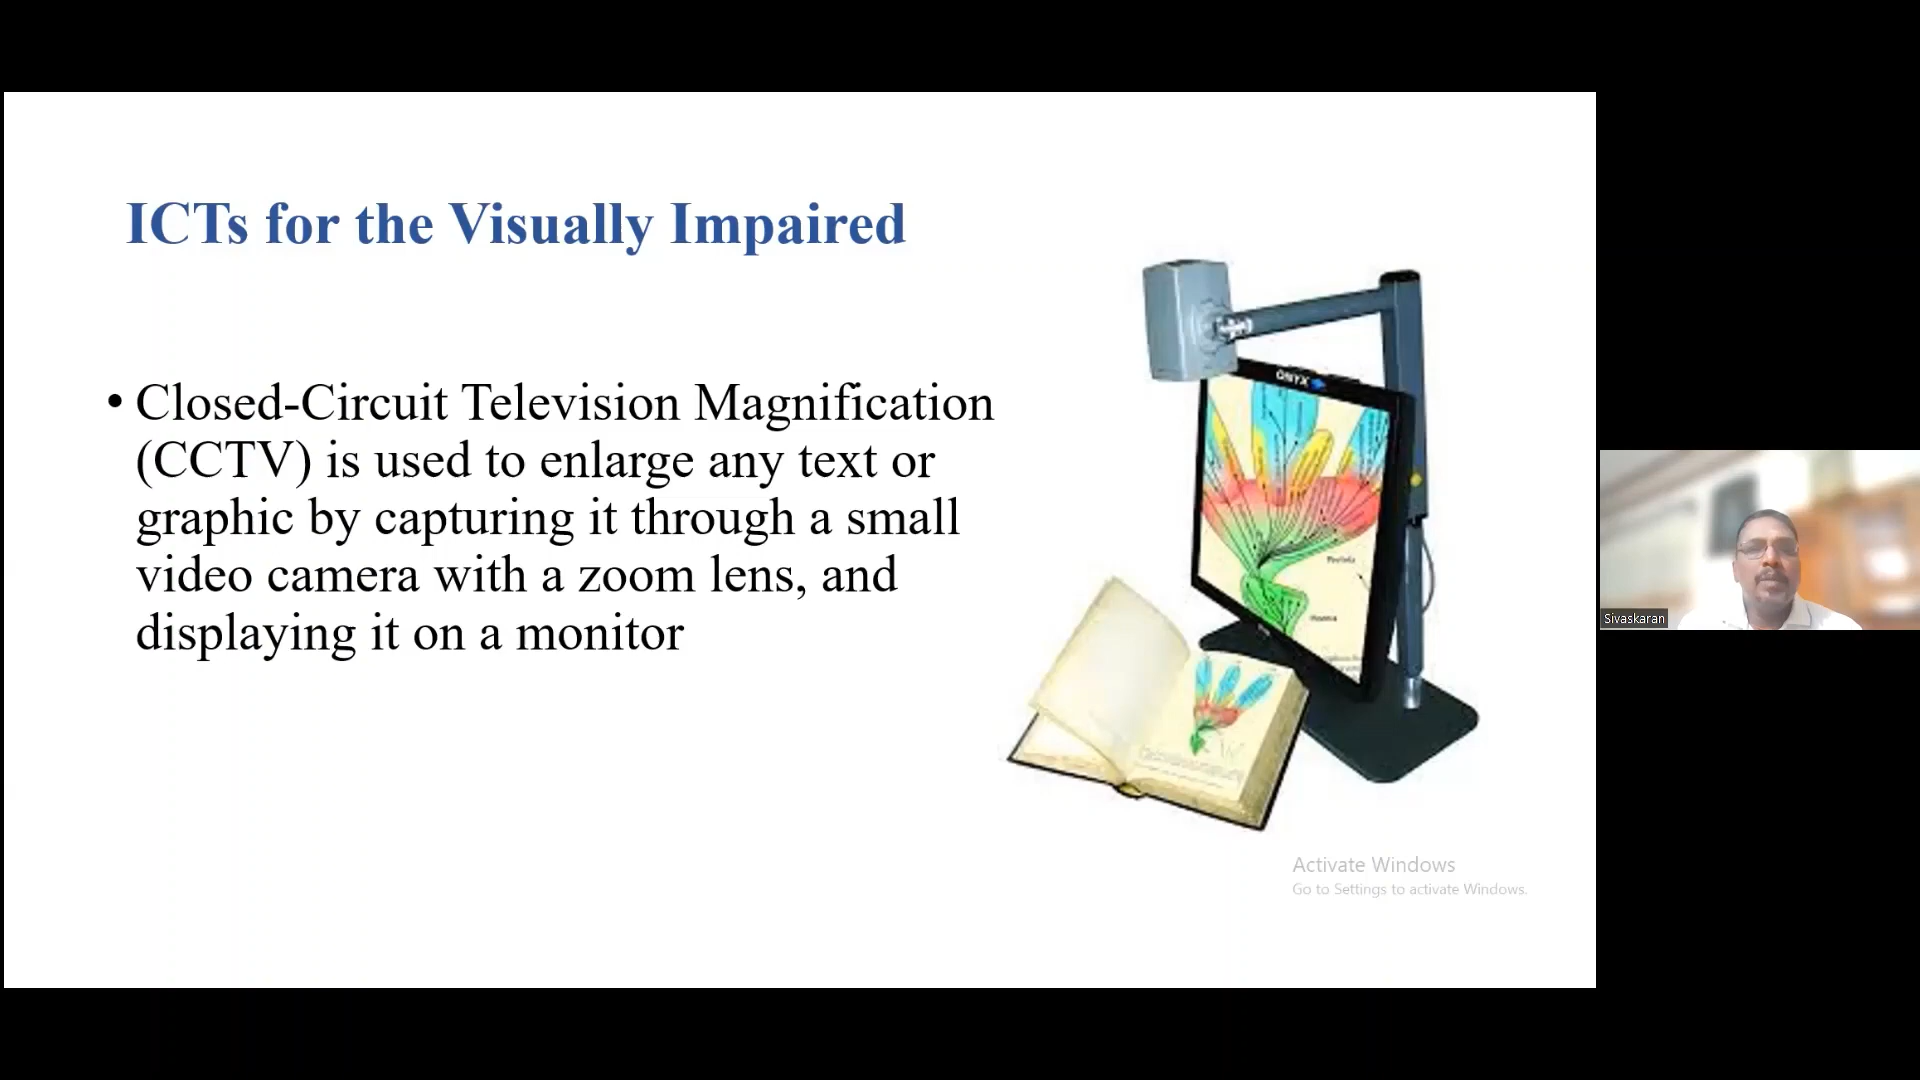 ICTs for the Visually Impaired
• Closed-Circuit Television Magnification
(CCTV) is used to enlarge any text or
graphic by capturing it through a small
video camera with a zoom lens, and
displaying it on a monitor
ONYX
Activate Windows
Go to Settings to activate Windows.
Sivaskaran